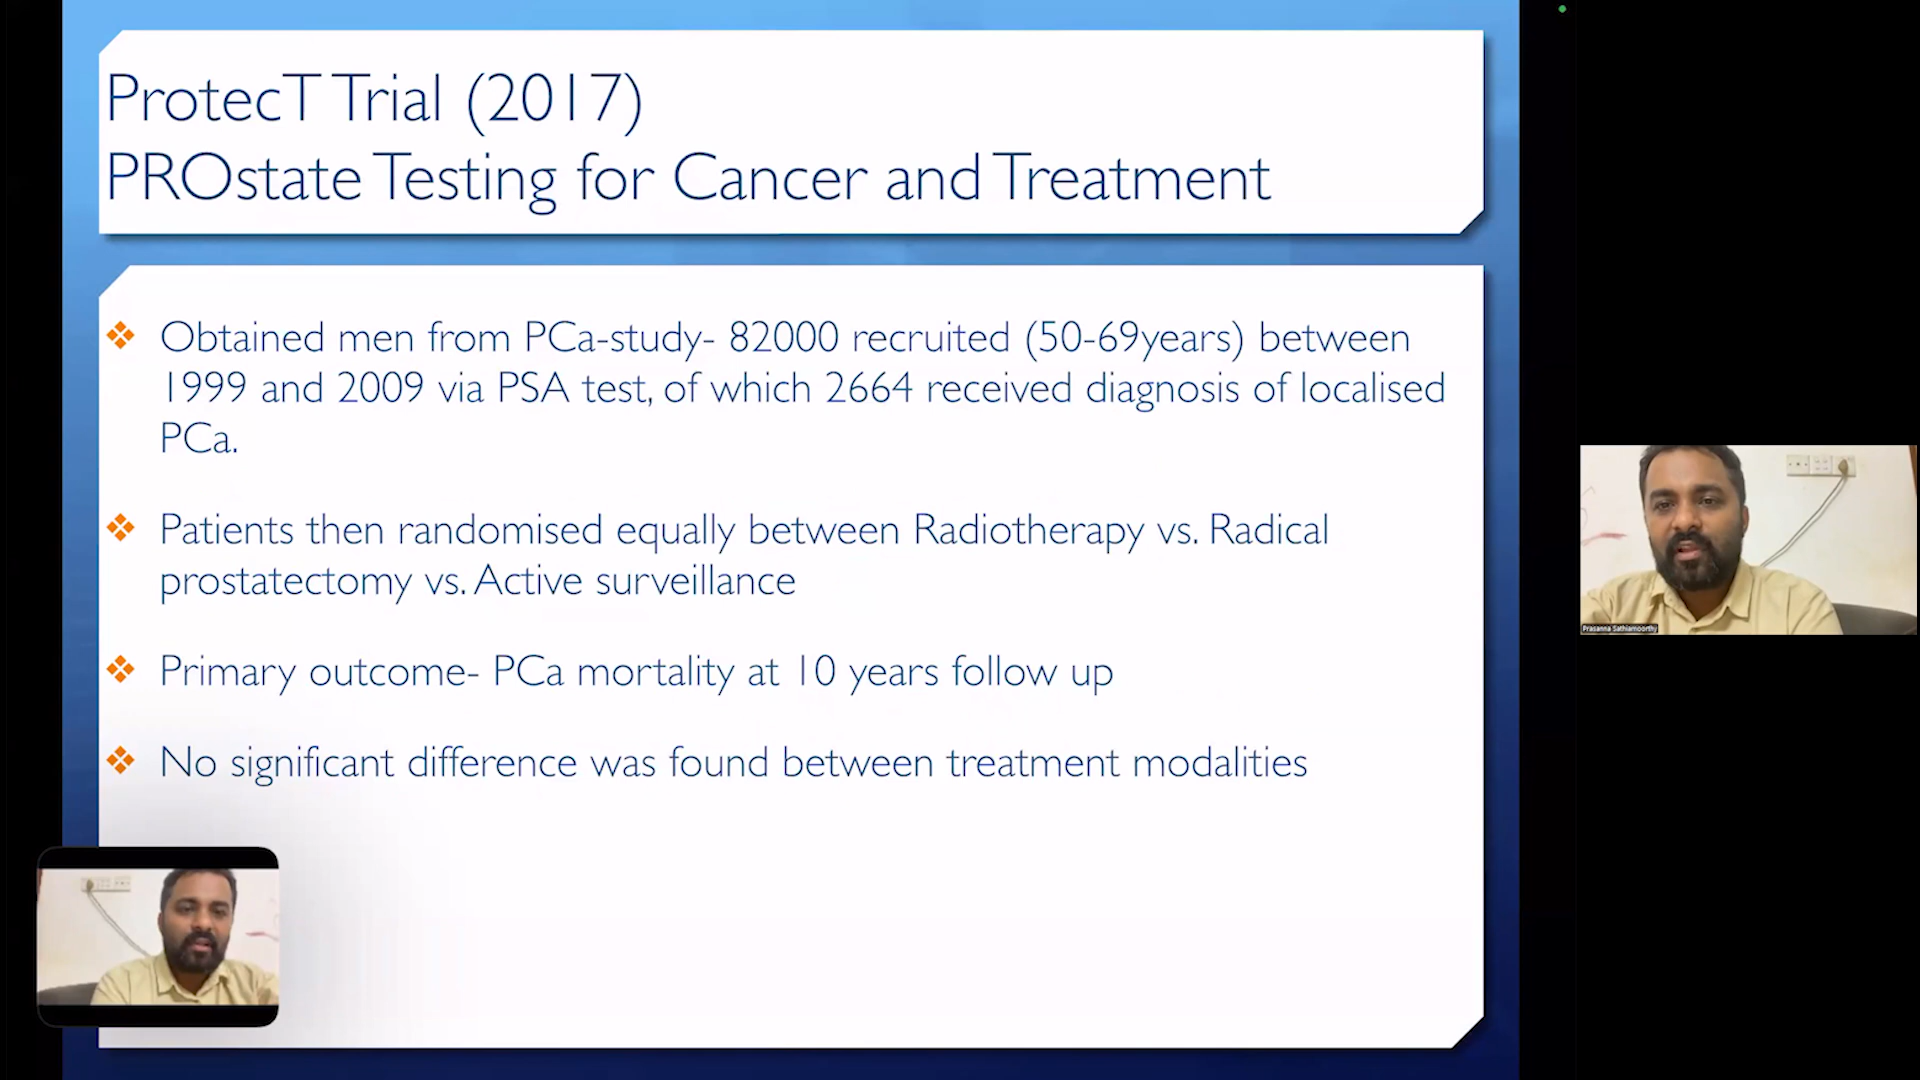 ProtecT Trial (2017)
PROstate Testing for Cancer and Treatment
Obtained men from PCa-study- 82000 recruited (50-69years) between
1999 and 2009 via PSA test, of which 2664 received diagnosis of localised
PCa.
Patients then randomised equally between Radiotherapy vs. Radical
prostatectomy vs. Active surveillance
Primary outcome- PCa mortality at 10 years follow up
No significant difference was found between treatment modalities
Prasanna Sathiamoorthy